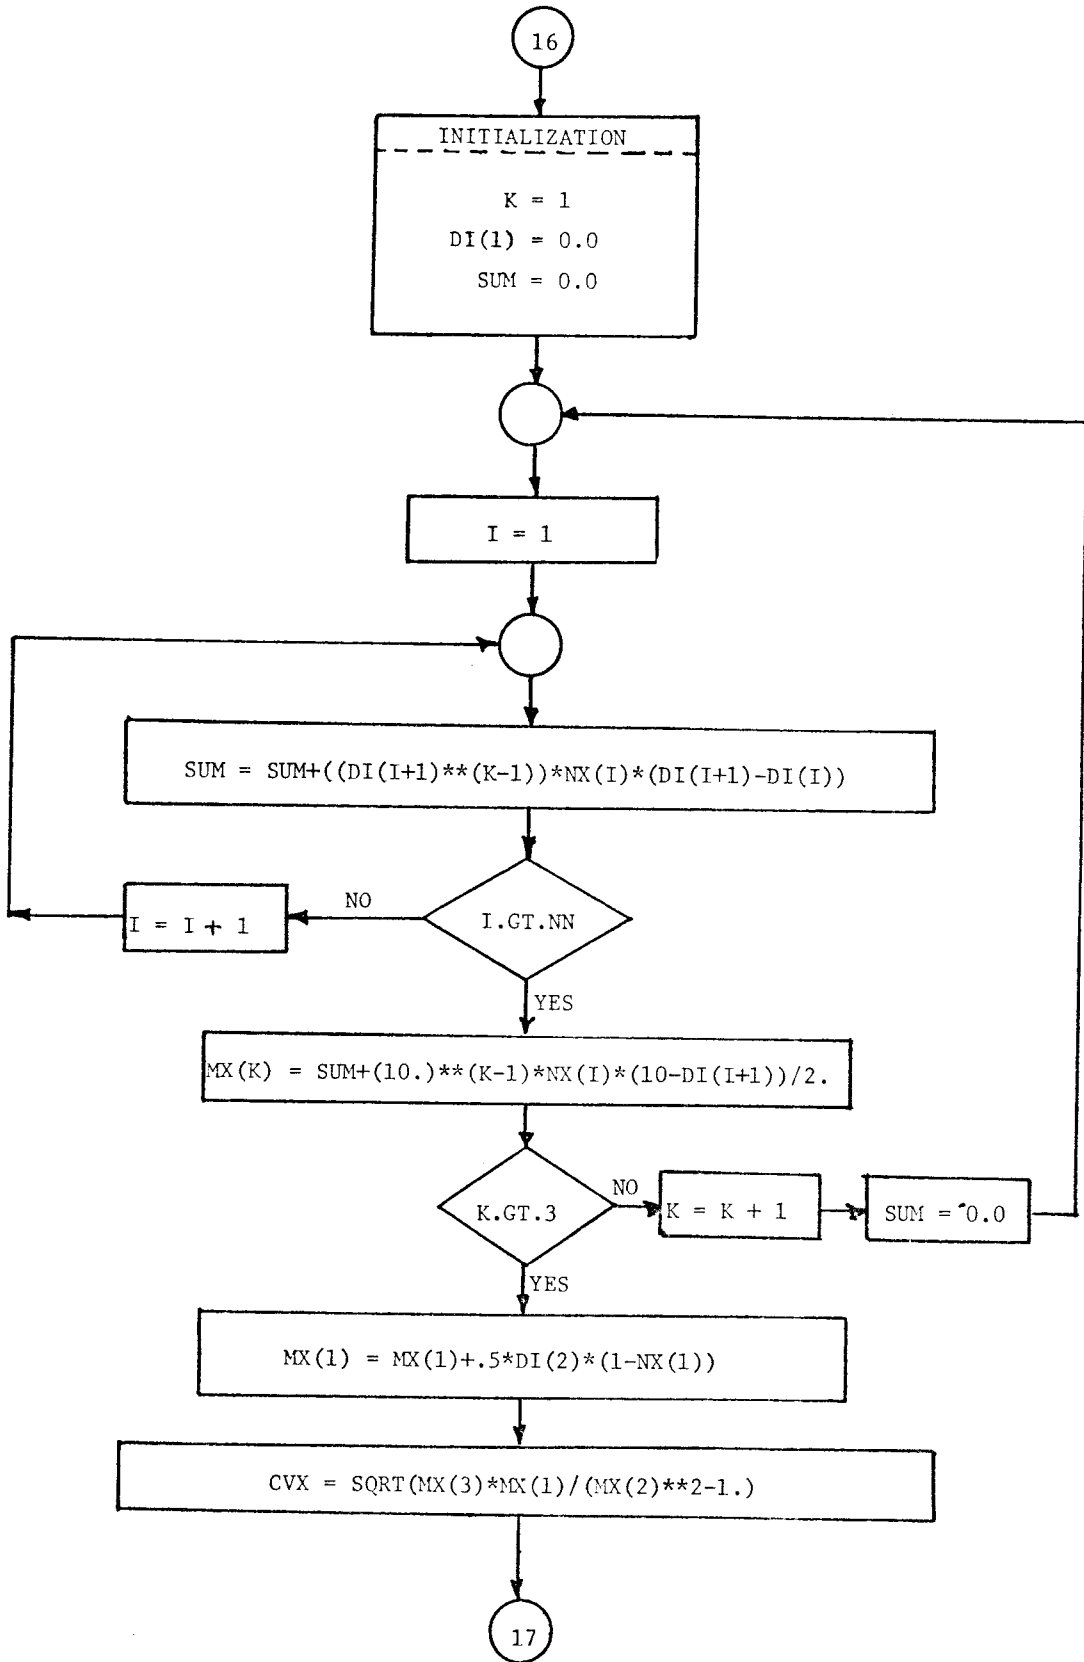 16
INITIALIZATION
K = 1
DI(1) = 0.0
SUM = 0.0
I = 1
SUM = SUM+((DI(I+1)**(K-1))*NX(I)*(DI(I+1)-DI(I))
I.GT.NN
NO
I = I + 1
YES
MX(K) = SUM+(10.)**(K-1)*NX(I)*(10-DI(I+1))/2.
K.GT.3
NO
K = K + 1
SUM = 0.0
YES
MX(1) = MX(1)+.5*DI(2)*(1-NX(1))
CVX = SQRT(MX(3)*MX(1)/(MX(2)**2-1.)
17